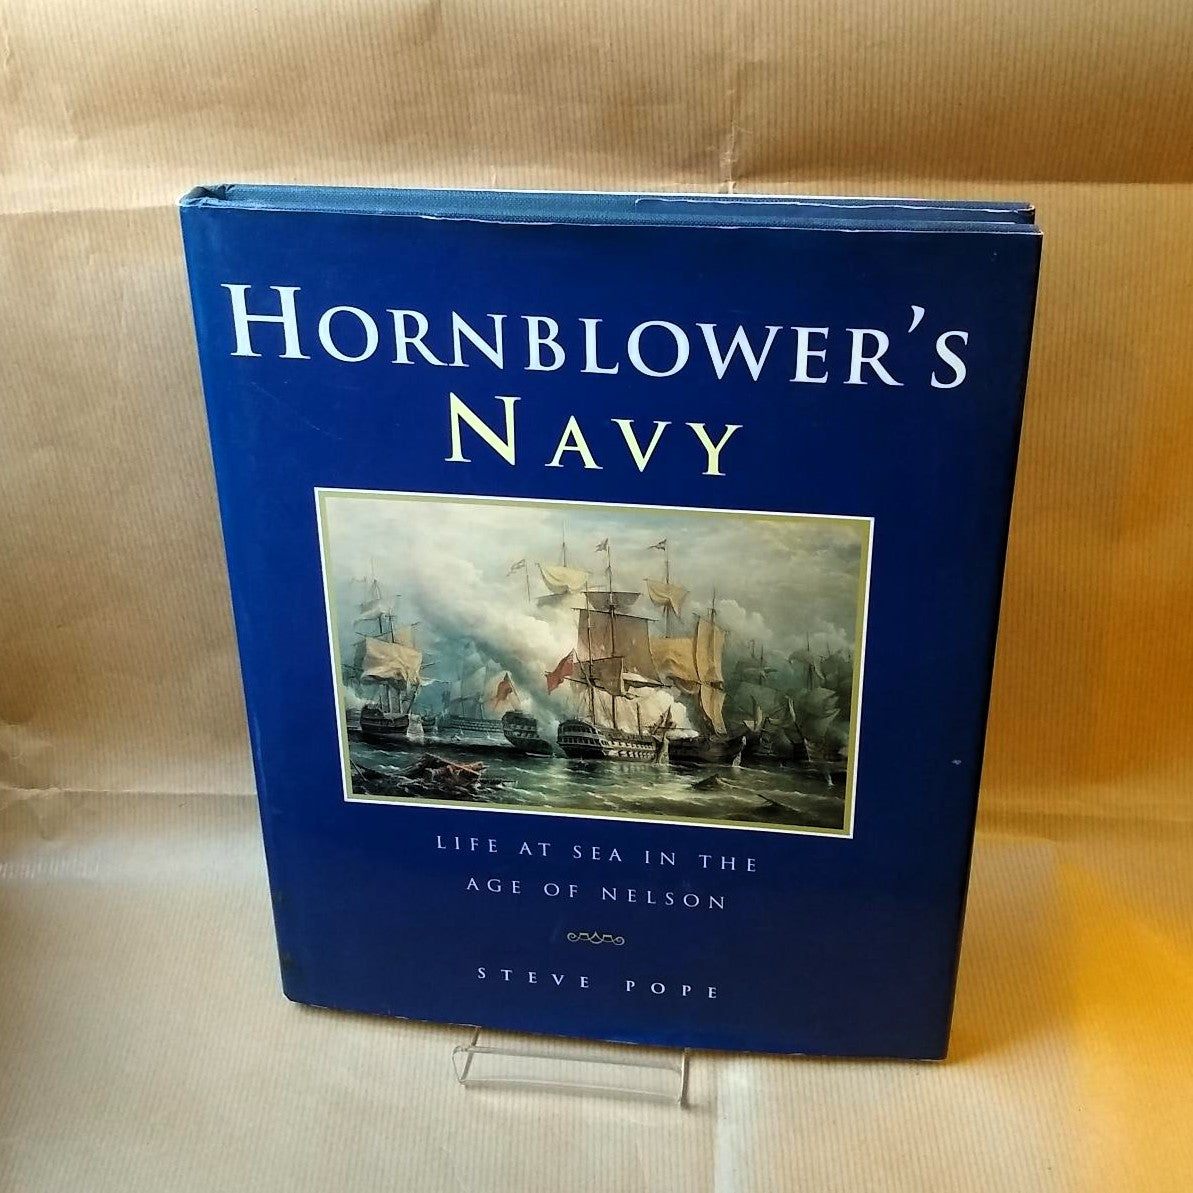 HORNBLOWER'S
NAVY
LIFE AT SEA IN THE
AGE OF NELSON
STEVE POPE